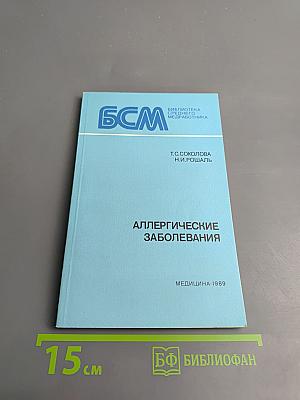 БСМ
БИБЛИОТЕКА
СРЕДНЕГО
МЕДРАБОТНИКА
Т.С.СОКОЛОВА
Н.И.РОШАЛЬ
АЛЛЕРГИЧЕСКИЕ
ЗАБОЛЕВАНИЯ
МЕДИЦИНА·1989
15 см
БФ БИБЛИОФАН